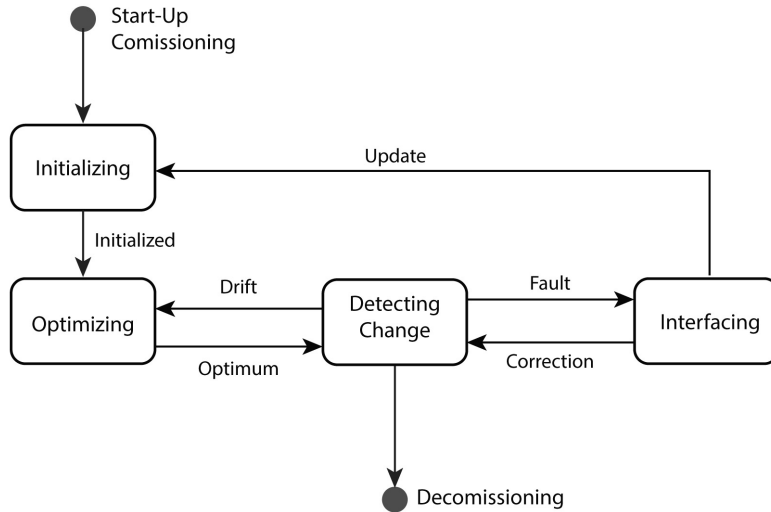 Start-Up
Comissioning
Update
Initializing
Initialized
Drift
Fault
Detecting
Change
Optimizing
Interfacing
Optimum
Correction
Decomissioning